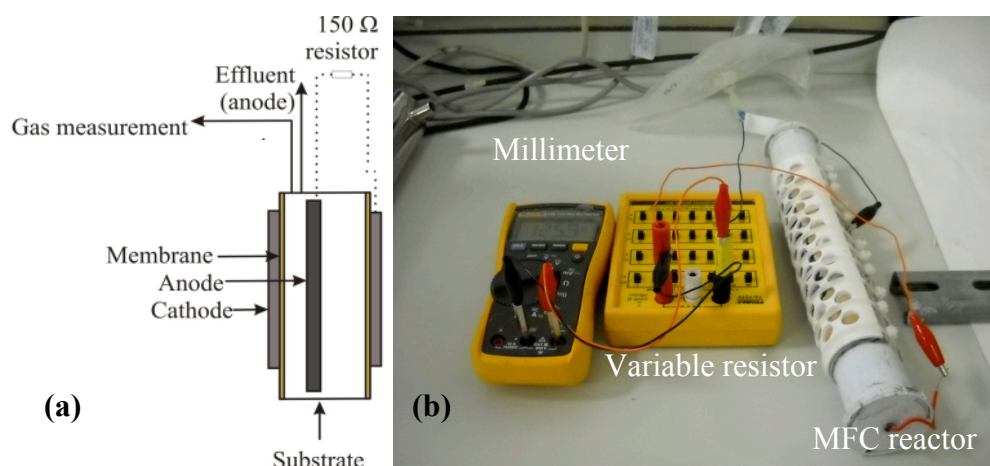 150 Ω
resistor
Effluent
(anode)
Gas measurement
Membrane
Anode
Cathode
(a)
Substrate
Millimeter
Variable resistor
(b)
MFC reactor